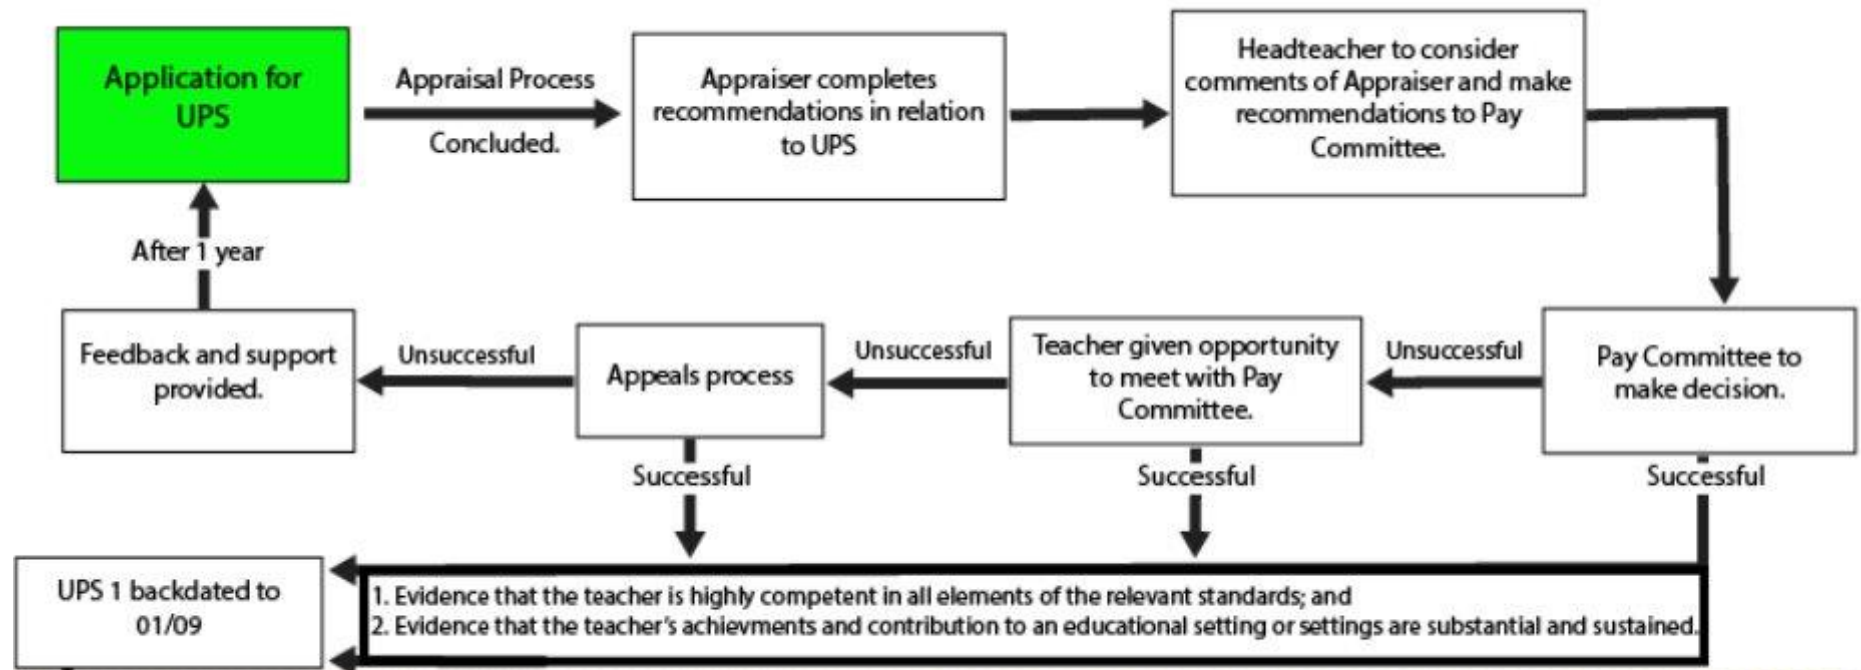 Application for
UPS
Appraisal Process
Concluded.
Appraiser completes
recommendations in relation
to UPS
Headteacher to consider
comments of Appraiser and make
recommendations to Pay
Committee.
After 1 year
Feedback and support
provided.
Unsuccessful
Appeals process
Unsuccessful
Teacher given opportunity
to meet with Pay
Committee.
Unsuccessful
Pay Committee to
make decision.
Successful
Successful
Successful
UPS 1 backdated to
01/09
1. Evidence that the teacher is highly competent in all elements of the relevant standards; and
2. Evidence that the teacher's achievments and contribution to an educational setting or settings are substantial and sustained.